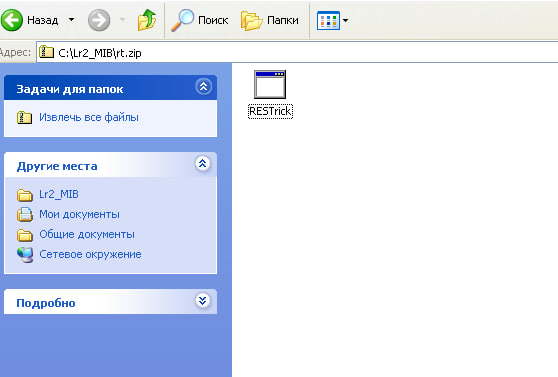 Назад Поиск Папки
Адрес: C:\Lr2_MIB\rt.zip
Задачи для папок
Извлечь все файлы
Другие места
Lr2_MIB
Мои документы
Общие документы
Сетевое окружение
Подробно
RESTrick